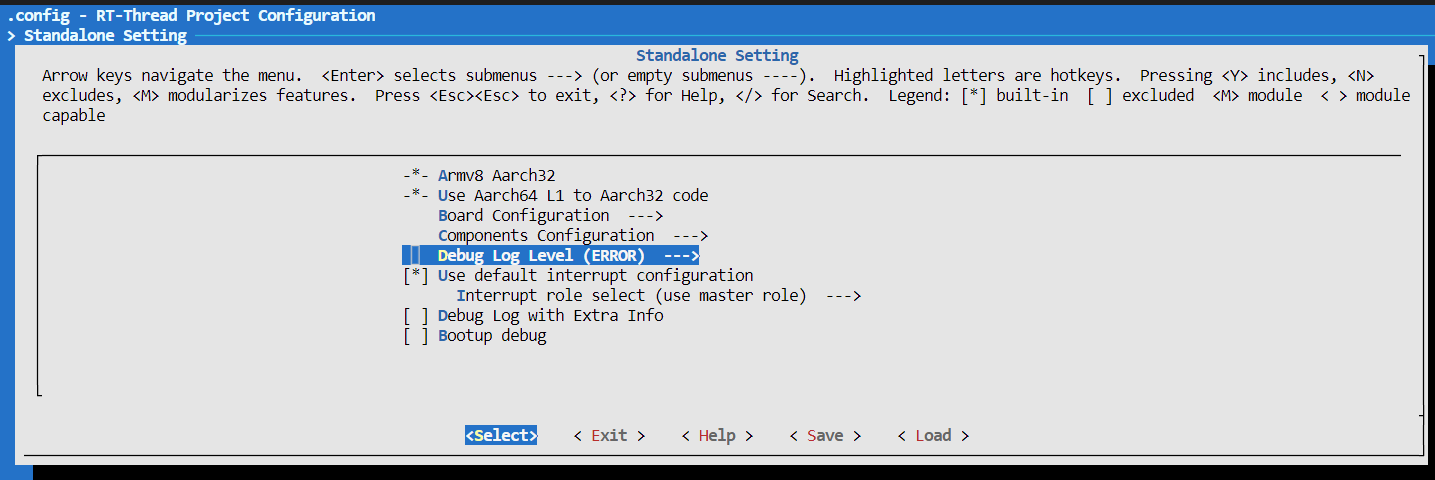 .config - RT-Thread Project Configuration
> Standalone Setting
Standalone Setting
Arrow keys navigate the menu.  <Enter> selects submenus ---> (or empty submenus ----).  Highlighted letters are hotkeys.  Pressing <Y> includes, <N>
excludes, <M> modularizes features.  Press <Esc><Esc> to exit, <?> for Help, </> for Search.  Legend: [*] built-in  [ ] excluded  <M> module  < > module
capable
-*- Armv8 Aarch32
-*- Use Aarch64 L1 to Aarch32 code
Board Configuration  --->
Components Configuration  --->
Debug Log Level (ERROR)  --->
[*] Use default interrupt configuration
Interrupt role select (use master role)  --->
[ ] Debug Log with Extra Info
[ ] Bootup debug
<Select>    < Exit >    < Help >    < Save >    < Load >